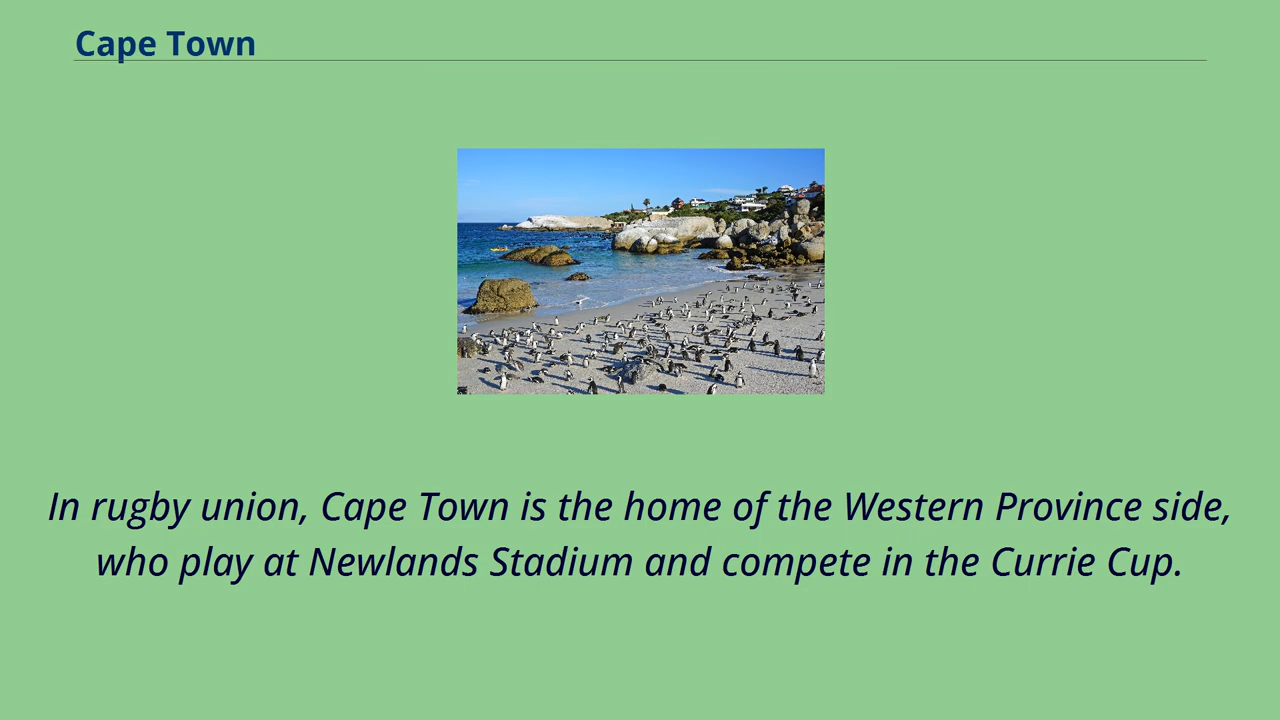 Cape Town
In rugby union, Cape Town is the home of the Western Province side,
who play at Newlands Stadium and compete in the Currie Cup.